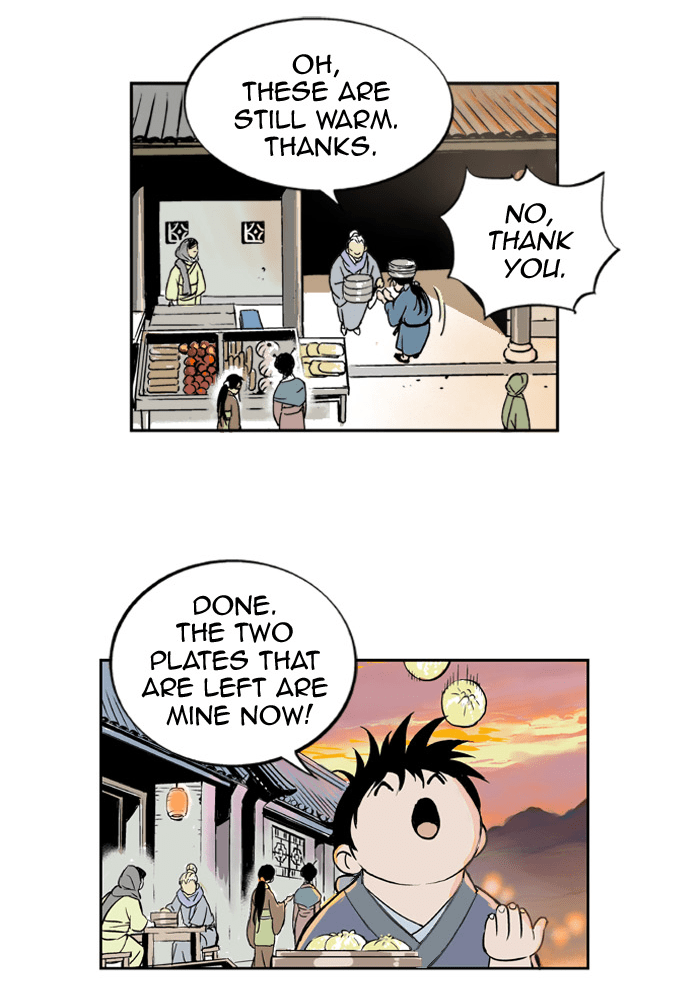 OH,
THESE ARE
STILL WARM.
THANKS.
NO,
THANK
YOU.
DONE.
THE TWO
PLATES THAT
ARE LEFT ARE
MINE NOW!